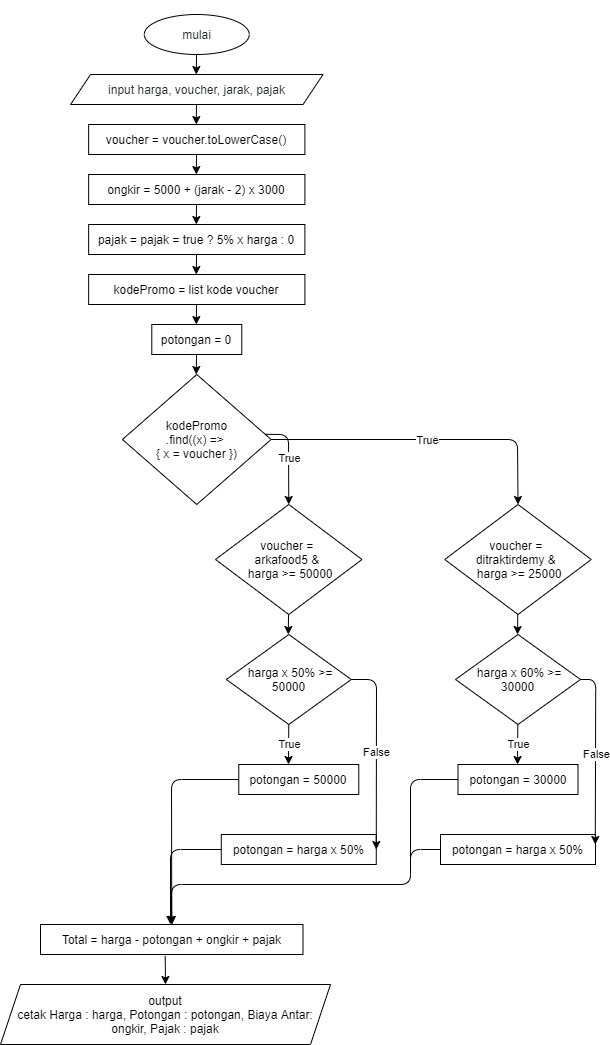 mulai
input harga, voucher, jarak, pajak
voucher = voucher.toLowerCase()
ongkir = 5000 + (jarak - 2) x 3000
pajak = pajak = true ? 5% x harga : 0
kodePromo = list kode voucher
potongan = 0
kodePromo
.find((x) =>
{ x = voucher })
True
True
voucher =
arkafood5 &
harga >= 50000
voucher =
ditraktirdemy &
harga >= 25000
harga x 50% >=
50000
harga x 60% >=
30000
True
False
True
False
potongan = 50000
potongan = 30000
potongan = harga x 50%
potongan = harga x 50%
Total = harga - potongan + ongkir + pajak
output
cetak Harga : harga, Potongan : potongan, Biaya Antar:
ongkir, Pajak : pajak